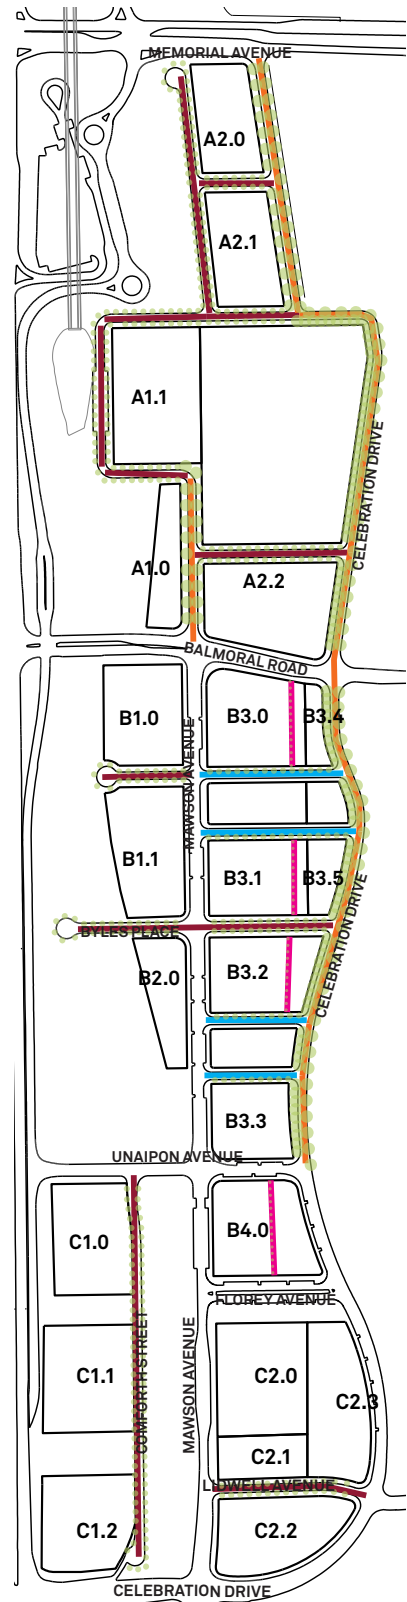 MEMORIAL AVENUE
A2.0
A2.1
A1.1
CELEBRATION DRIVE
A1.0
A2.2
BALMORAL ROAD
B1.0
B3.0
B3.4
MAWSON AVENUE
B1.1
B3.1
B3.5
BYLES PLACE
CELEBRATION DRIVE
B2.0
B3.2
B3.3
UNAIPON AVENUE
C1.0
B4.0
FLOREY AVENUE
COMFORTH STREET
MAWSON AVENUE
C1.1
C2.0
C2.3
C2.1
LIDWELL AVENUE
C1.2
C2.2
CELEBRATION DRIVE